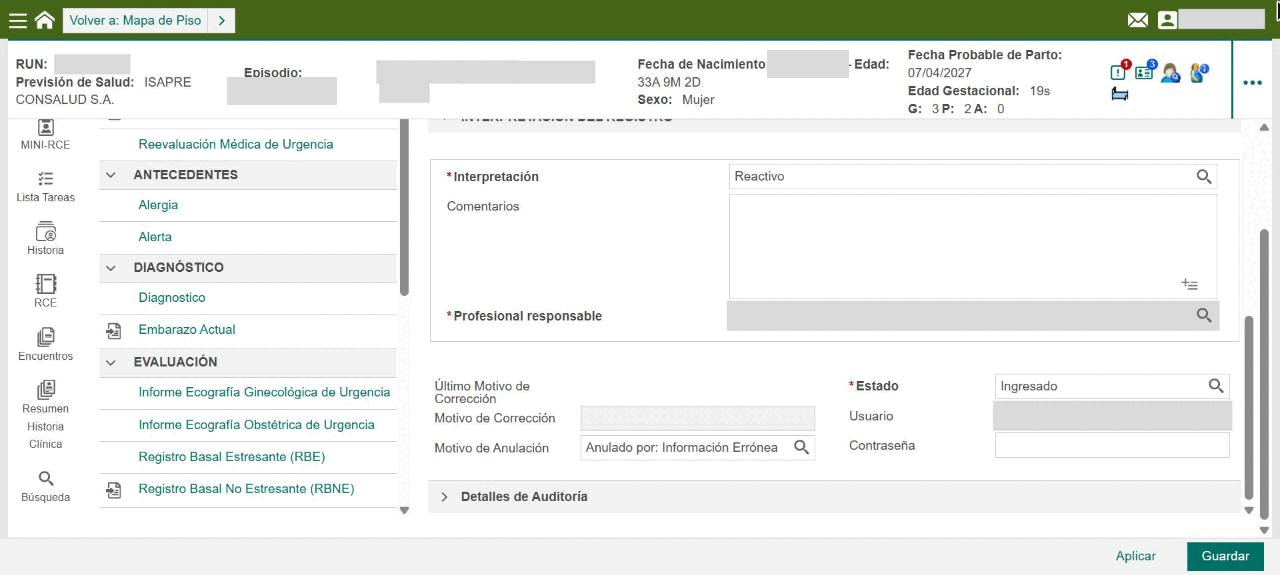 Volver a: Mapa de Piso
RUN:
Previsión de Salud: ISAPRE
CONSALUD S.A.
Episodio:
Fecha de Nacimiento - Edad:
33A 9M 2D
Sexo: Mujer
Fecha Probable de Parto:
07/04/2027
Edad Gestacional: 19s
G: 3 P: 2 A: 0
1
3
MINI-RCE
Lista Tareas
Historia
RCE
Encuentros
Resumen
Historia
Clínica
Búsqueda
Reevaluación Médica de Urgencia
ANTECEDENTES
Alergia
Alerta
DIAGNÓSTICO
Diagnostico
Embarazo Actual
EVALUACIÓN
Informe Ecografía Ginecológica de Urgencia
Informe Ecografía Obstétrica de Urgencia
Registro Basal Estresante (RBE)
Registro Basal No Estresante (RBNE)
INTERPRETACIÓN DEL REGISTRO
*Interpretación
Reactivo
Comentarios
*Profesional responsable
Último Motivo de
Corrección
Motivo de Corrección
Motivo de Anulación
Anulado por: Información Errónea
*Estado
Ingresado
Usuario
Contraseña
Detalles de Auditoría
Aplicar
Guardar